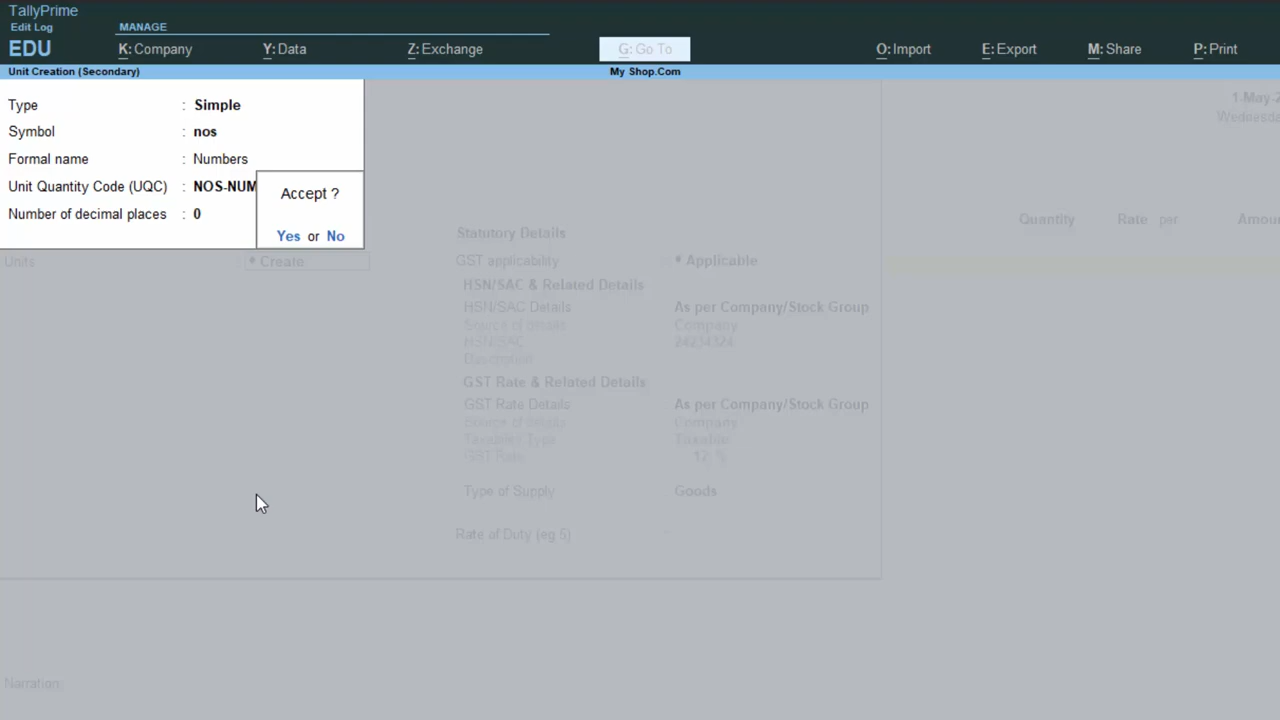 TallyPrime
Edit Log
MANAGE
EDU
K: Company
Y: Data
Z: Exchange
G: Go To
O: Import
E: Export
M: Share
P: Print
Unit Creation (Secondary)
My Shop.Com
Type : Simple
Symbol : nos
Formal name : Numbers
Unit Quantity Code (UQC) : NOS-NUM
Number of decimal places : 0
Accept ?
Yes or No
1-May-2
Wednesda
Quantity Rate per Amou
Units : ♦ Create
Statutory Details
GST applicability : ♦ Applicable
HSN/SAC & Related Details
HSN/SAC Details : As per Company/Stock Group
Source of details : Company
HSN/SAC : 24234324
Description :
GST Rate & Related Details
GST Rate Details : As per Company/Stock Group
Source of details : Company
Taxability Type :
GST Rate : 12 %
Type of Supply : Goods
Rate of Duty (eg 5) :
Narration: